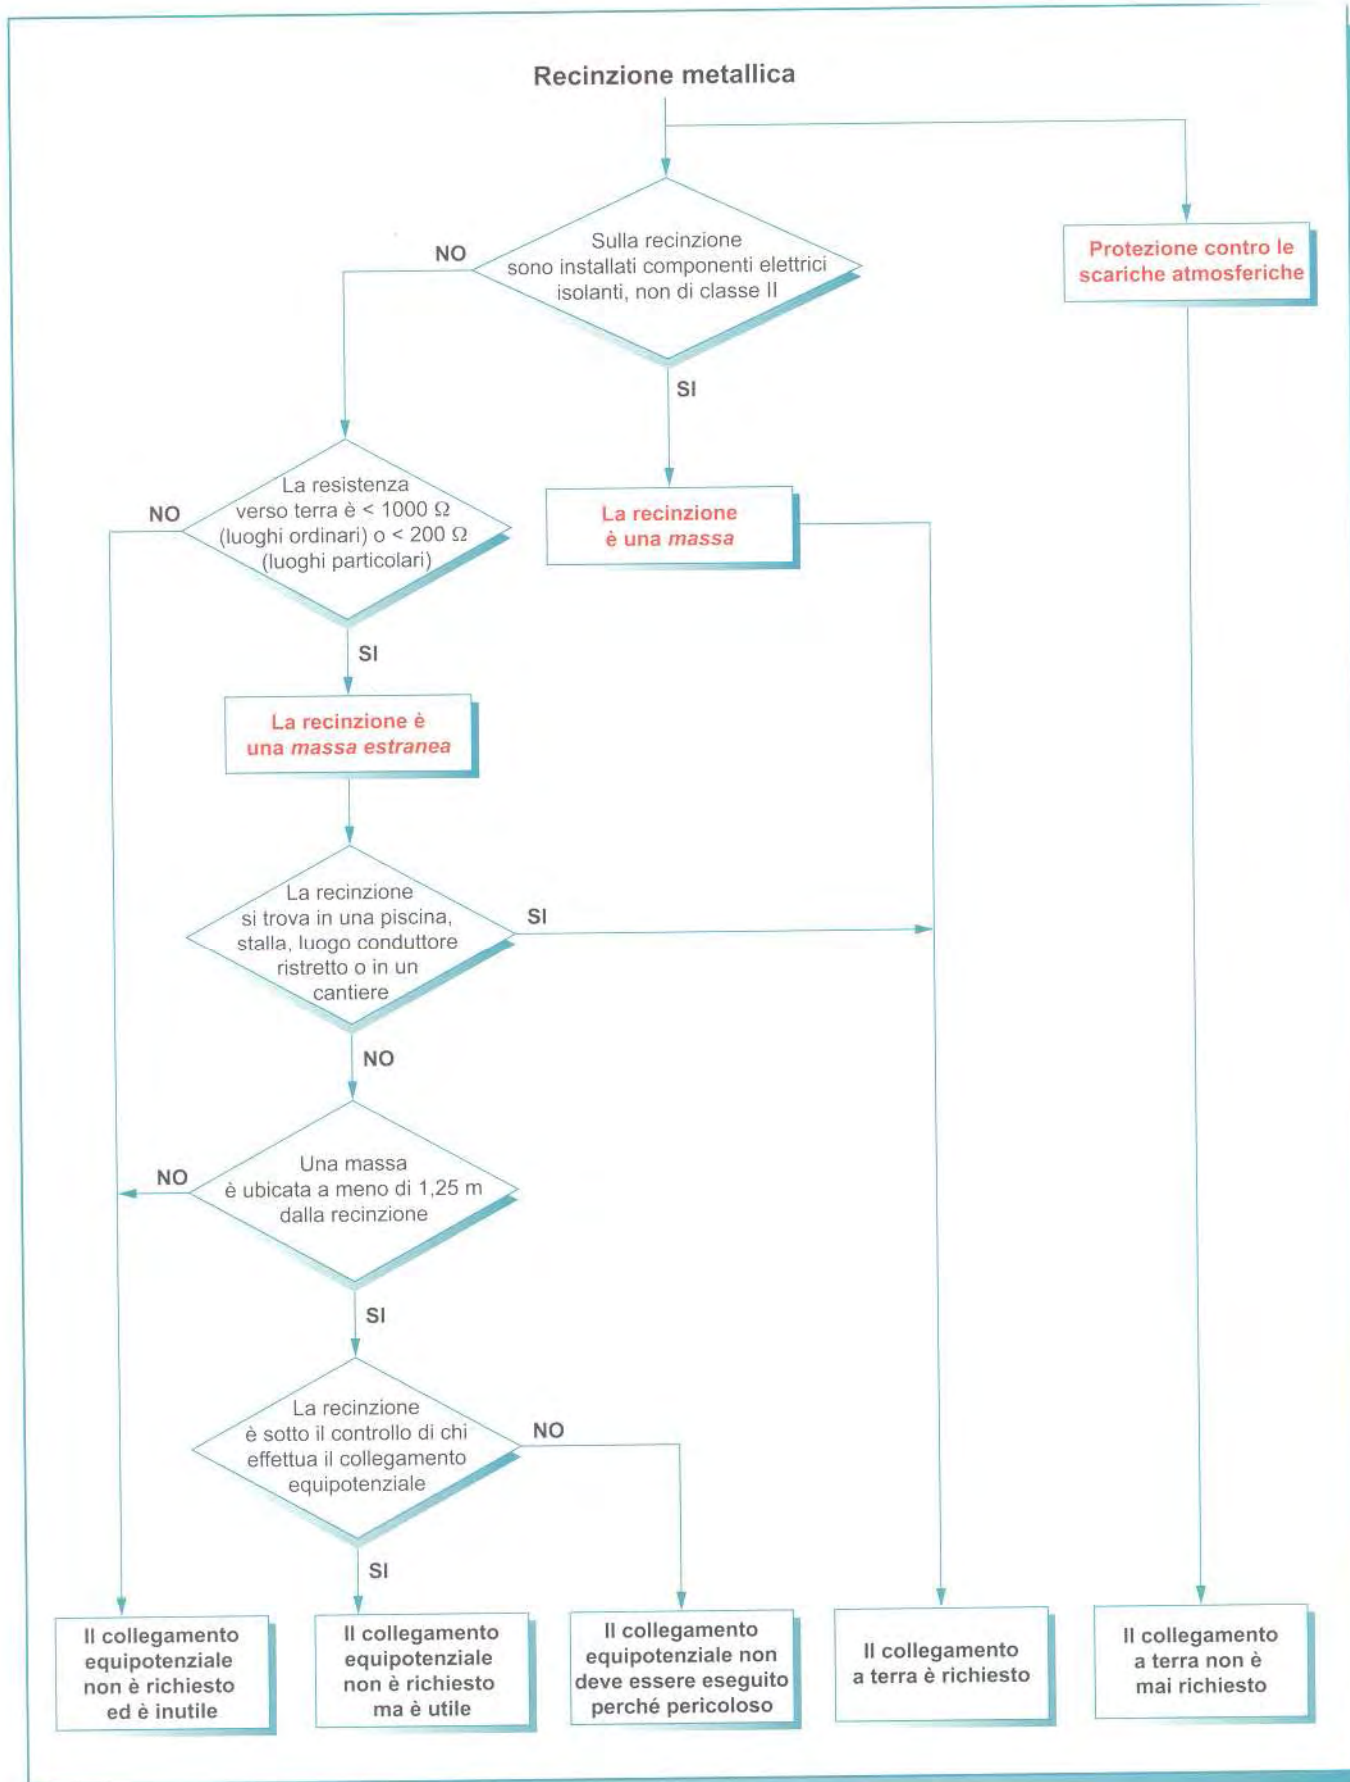 Recinzione metallica
Sulla recinzione
sono installati componenti elettrici
isolanti, non di classe II
NO
SI
Protezione contro le
scariche atmosferiche
La resistenza
verso terra è < 1000 Ω
(luoghi ordinari) o < 200 Ω
(luoghi particolari)
NO
SI
La recinzione
è una massa
La recinzione è
una massa estranea
La recinzione
si trova in una piscina,
stalla, luogo conduttore
ristretto o in un
cantiere
SI
NO
Una massa
è ubicata a meno di 1,25 m
dalla recinzione
NO
SI
La recinzione
è sotto il controllo di chi
effettua il collegamento
equipotenziale
NO
SI
Il collegamento
equipotenziale
non è richiesto
ed è inutile
Il collegamento
equipotenziale
non è richiesto
ma è utile
Il collegamento
equipotenziale non
deve essere eseguito
perché pericoloso
Il collegamento
a terra è richiesto
Il collegamento
a terra non è
mai richiesto